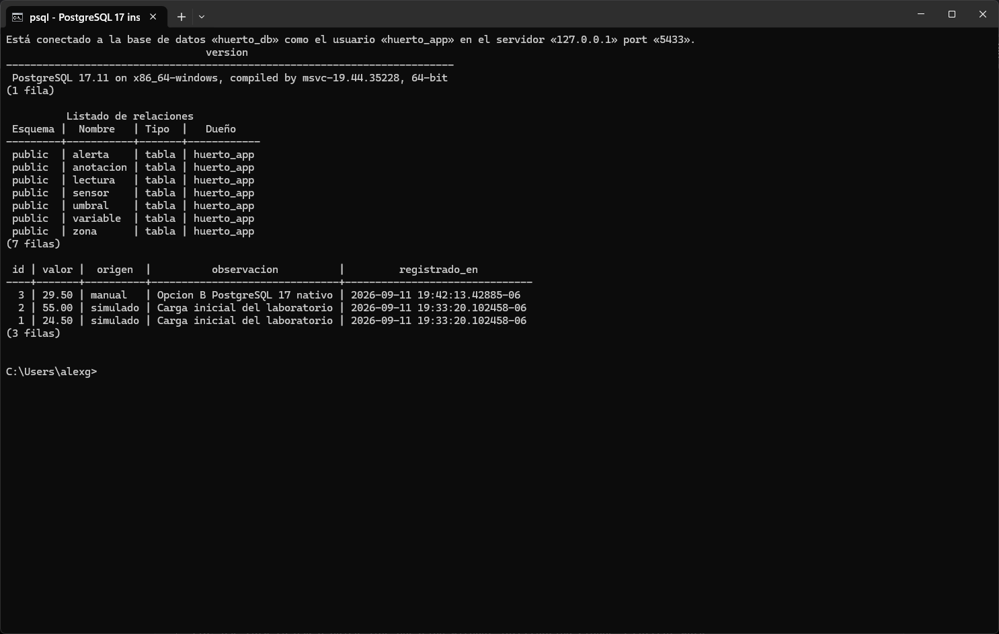 psql - PostgreSQL 17 ins
Está conectado a la base de datos «huerto_db» como el usuario «huerto_app» en el servidor «127.0.0.1» port «5433».
version
---------------------------------------------------------------------------
PostgreSQL 17.11 on x86_64-windows, compiled by msvc-19.44.35228, 64-bit
(1 fila)
Listado de relaciones
Esquema | Nombre | Tipo | Dueño
---------+-----------+-------+------------
public | alerta | tabla | huerto_app
public | anotacion | tabla | huerto_app
public | lectura | tabla | huerto_app
public | sensor | tabla | huerto_app
public | umbral | tabla | huerto_app
public | variable | tabla | huerto_app
public | zona | tabla | huerto_app
(7 filas)
id | valor | origen | observacion | registrado_en
----+-------+----------+-------------------------------+-------------------------------
3 | 29.50 | manual | Opcion B PostgreSQL 17 nativo | 2026-09-11 19:42:13.42885-06
2 | 55.00 | simulado | Carga inicial del laboratorio | 2026-09-11 19:33:20.102458-06
1 | 24.50 | simulado | Carga inicial del laboratorio | 2026-09-11 19:33:20.102458-06
(3 filas)
C:\Users\alexg>